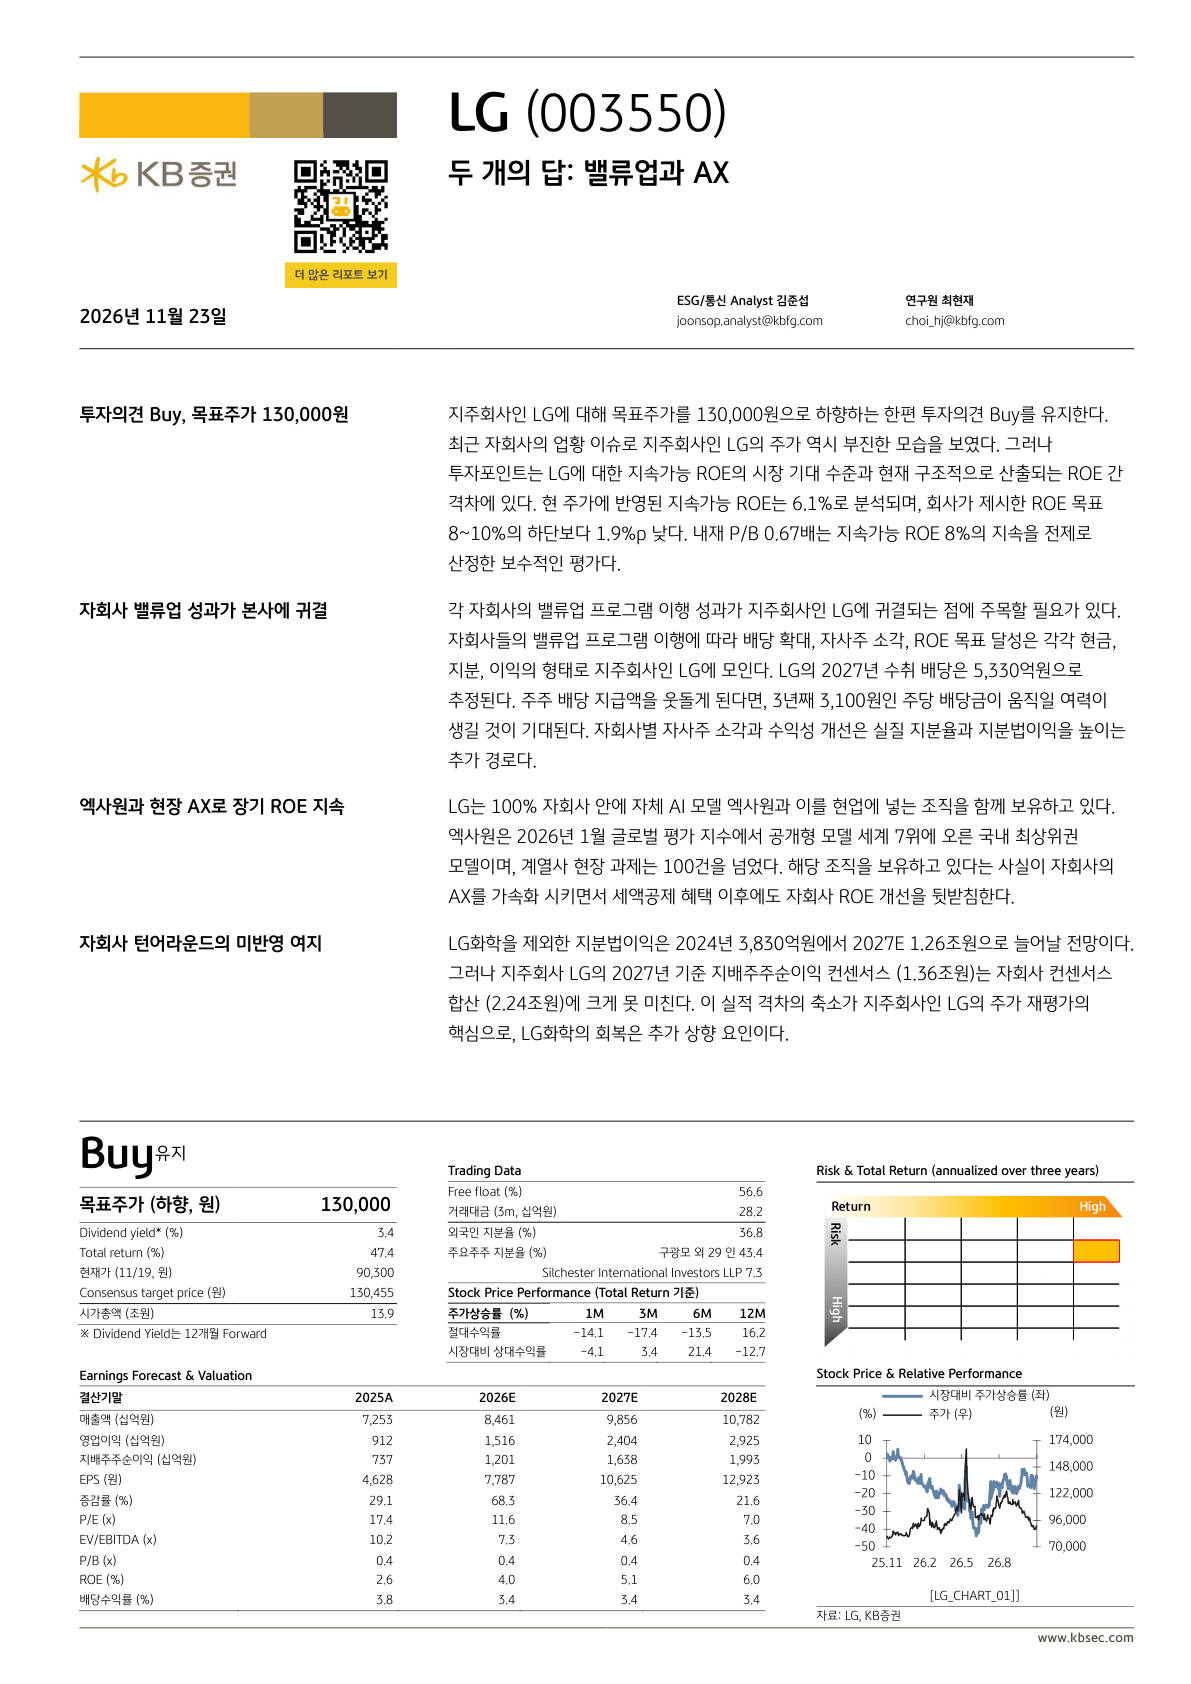 LG (003550)
두 개의 답: 밸류업과 AX
KB증권
더 많은 리포트 보기
2026년 11월 23일
ESG/통신 Analyst 김준섭
joonsop.analyst@kbfg.com
연구원 최현재
choi_hj@kbfg.com
투자의견 Buy, 목표주가 130,000원
지주회사인 LG에 대해 목표주가를 130,000원으로 하향하는 한편 투자의견 Buy를 유지한다.
최근 자회사의 업황 이슈로 지주회사인 LG의 주가 역시 부진한 모습을 보였다. 그러나
투자포인트는 LG에 대한 지속가능 ROE의 시장 기대 수준과 현재 구조적으로 산출되는 ROE 간
격차에 있다. 현 주가에 반영된 지속가능 ROE는 6.1%로 분석되며, 회사가 제시한 ROE 목표
8~10%의 하단보다 1.9%p 낮다. 내재 P/B 0.67배는 지속가능 ROE 8%의 지속을 전제로
산정한 보수적인 평가다.
자회사 밸류업 성과가 본사에 귀결
각 자회사의 밸류업 프로그램 이행 성과가 지주회사인 LG에 귀결되는 점에 주목할 필요가 있다.
자회사들의 밸류업 프로그램 이행에 따라 배당 확대, 자사주 소각, ROE 목표 달성은 각각 현금,
지분, 이익의 형태로 지주회사인 LG에 모인다. LG의 2027년 수취 배당은 5,330억원으로
추정된다. 주주 배당 지급액을 웃돌게 된다면, 3년째 3,100원인 주당 배당금이 움직일 여력이
생길 것이 기대된다. 자회사별 자사주 소각과 수익성 개선은 실질 지분율과 지분법이익을 높이는
추가 경로다.
엑사원과 현장 AX로 장기 ROE 지속
LG는 100% 자회사 안에 자체 AI 모델 엑사원과 이를 현업에 넣는 조직을 함께 보유하고 있다.
엑사원은 2026년 1월 글로벌 평가 지수에서 공개형 모델 세계 7위에 오른 국내 최상위권
모델이며, 계열사 현장 과제는 100건을 넘었다. 해당 조직을 보유하고 있다는 사실이 자회사의
AX를 가속화 시키면서 세액공제 혜택 이후에도 자회사 ROE 개선을 뒷받침한다.
자회사 턴어라운드의 미반영 여지
LG화학을 제외한 지분법이익은 2024년 3,830억원에서 2027E 1.26조원으로 늘어날 전망이다.
그러나 지주회사 LG의 2027년 기준 지배주주순이익 컨센서스 (1.36조원)는 자회사 컨센서스
합산 (2.24조원)에 크게 못 미친다. 이 실적 격차의 축소가 지주회사인 LG의 주가 재평가의
핵심으로, LG화학의 회복은 추가 상향 요인이다.
Buy 유지
목표주가 (하향, 원) 130,000
Dividend yield* (%) 3.4
Total return (%) 47.4
현재가 (11/19, 원) 90,300
Consensus target price (원) 130,455
시가총액 (조원) 13.9
※ Dividend Yield는 12개월 Forward
Trading Data
Free float (%) 56.6
거래대금 (3m, 십억원) 28.2
외국인 지분율 (%) 36.8
주요주주 지분율 (%) 구광모 외 29 인 43.4
Silchester International Investors LLP 7.3
Stock Price Performance (Total Return 기준)
주가상승률 (%) 1M 3M 6M 12M
절대수익률 -14.1 -17.4 -13.5 16.2
시장대비 상대수익률 -4.1 3.4 21.4 -12.7
Risk & Total Return (annualized over three years)
Return High
Risk
High
Earnings Forecast & Valuation
결산기말 2025A 2026E 2027E 2028E
매출액 (십억원) 7,253 8,461 9,856 10,782
영업이익 (십억원) 912 1,516 2,404 2,925
지배주주순이익 (십억원) 737 1,201 1,638 1,993
EPS (원) 4,628 7,787 10,625 12,923
증감률 (%) 29.1 68.3 36.4 21.6
P/E (x) 17.4 11.6 8.5 7.0
EV/EBITDA (x) 10.2 7.3 4.6 3.6
P/B (x) 0.4 0.4 0.4 0.4
ROE (%) 2.6 4.0 5.1 6.0
배당수익률 (%) 3.8 3.4 3.4 3.4
Stock Price & Relative Performance
시장대비 주가상승률 (좌)
(%) 주가 (우) (원)
10 174,000
0 148,000
-10 122,000
-20 96,000
-30 70,000
-40
-50
25.11 26.2 26.5 26.8
[LG_CHART_01]]
자료: LG, KB증권
www.kbsec.com